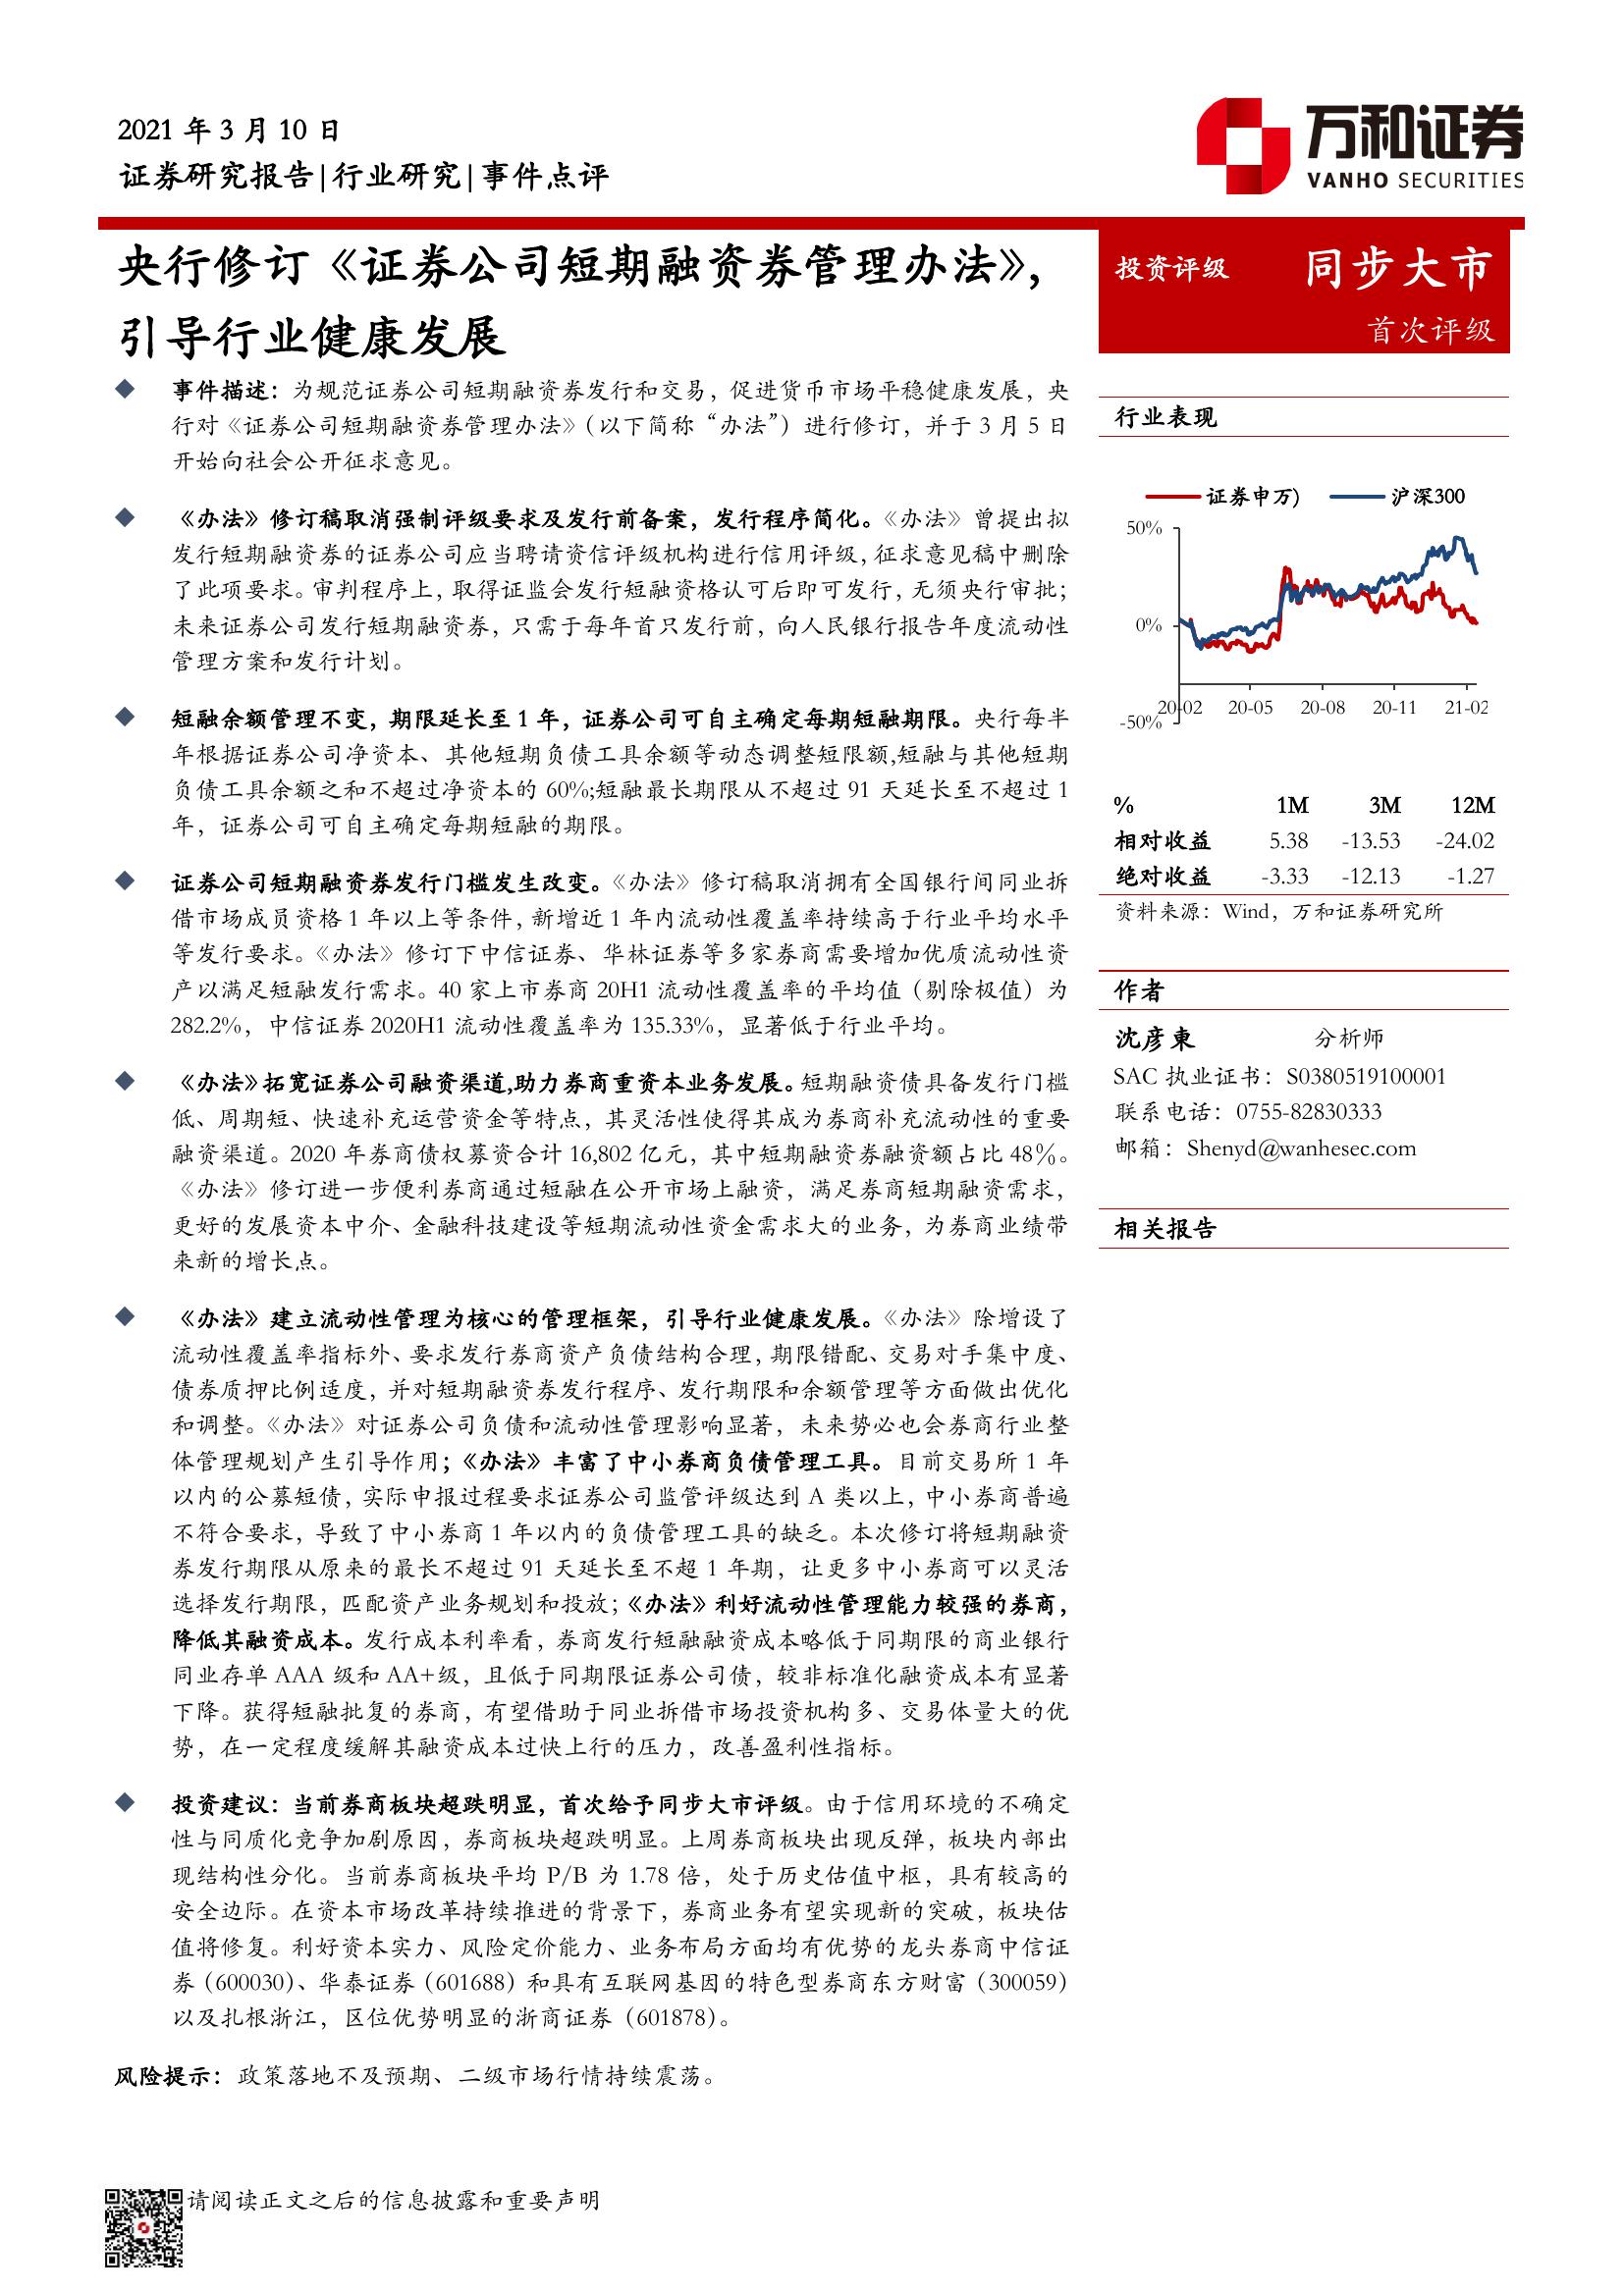 2021 年 3 月 10 日
证券研究报告|行业研究|事件点评
万和证券
VANHO SECURITIES
央行修订《证券公司短期融资券管理办法》，
引导行业健康发展
投资评级 同步大市
首次评级
事件描述：为规范证券公司短期融资券发行和交易，促进货币市场平稳健康发展，央
行对《证券公司短期融资券管理办法》（以下简称“办法”）进行修订，并于 3 月 5 日
开始向社会公开征求意见。
《办法》修订稿取消强制评级要求及发行前备案，发行程序简化。《办法》曾提出拟
发行短期融资券的证券公司应当聘请资信评级机构进行信用评级，征求意见稿中删除
了此项要求。审判程序上，取得证监会发行短融资格认可后即可发行，无须央行审批；
未来证券公司发行短期融资券，只需于每年首只发行前，向人民银行报告年度流动性
管理方案和发行计划。
短融余额管理不变，期限延长至 1 年，证券公司可自主确定每期短融期限。央行每半
年根据证券公司净资本、其他短期负债工具余额等动态调整短限额,短融与其他短期
负债工具余额之和不超过净资本的 60%;短融最长期限从不超过 91 天延长至不超过 1
年，证券公司可自主确定每期短融的期限。
证券公司短期融资券发行门槛发生改变。《办法》修订稿取消拥有全国银行间同业拆
借市场成员资格 1 年以上等条件，新增近 1 年内流动性覆盖率持续高于行业平均水平
等发行要求。《办法》修订下中信证券、华林证券等多家券商需要增加优质流动性资
产以满足短融发行需求。40 家上市券商 20H1 流动性覆盖率的平均值（剔除极值）为
282.2%，中信证券 2020H1 流动性覆盖率为 135.33%，显著低于行业平均。
《办法》拓宽证券公司融资渠道,助力券商重资本业务发展。短期融资债具备发行门槛
低、周期短、快速补充运营资金等特点，其灵活性使得其成为券商补充流动性的重要
融资渠道。2020 年券商债权募资合计 16,802 亿元，其中短期融资券融资额占比 48%。
《办法》修订进一步便利券商通过短融在公开市场上融资，满足券商短期融资需求，
更好的发展资本中介、金融科技建设等短期流动性资金需求大的业务，为券商业绩带
来新的增长点。
《办法》建立流动性管理为核心的管理框架，引导行业健康发展。《办法》除增设了
流动性覆盖率指标外、要求发行券商资产负债结构合理，期限错配、交易对手集中度、
债券质押比例适度，并对短期融资券发行程序、发行期限和余额管理等方面做出优化
和调整。《办法》对证券公司负债和流动性管理影响显著，未来势必也会券商行业整
体管理规划产生引导作用；《办法》丰富了中小券商负债管理工具。目前交易所 1 年
以内的公募短债，实际申报过程要求证券公司监管评级达到 A 类以上，中小券商普遍
不符合要求，导致了中小券商 1 年以内的负债管理工具的缺乏。本次修订将短期融资
券发行期限从原来的最长不超过 91 天延长至不超 1 年期，让更多中小券商可以灵活
选择发行期限，匹配资产业务规划和投放；《办法》利好流动性管理能力较强的券商，
降低其融资成本。发行成本利率看，券商发行短融融资成本略低于同期限的商业银行
同业存单 AAA 级和 AA+级，且低于同期限证券公司债，较非标准化融资成本有显著
下降。获得短融批复的券商，有望借助于同业拆借市场投资机构多、交易体量大的优
势，在一定程度缓解其融资成本过快上行的压力，改善盈利性指标。
投资建议：当前券商板块超跌明显，首次给予同步大市评级。由于信用环境的不确定
性与同质化竞争加剧原因，券商板块超跌明显。上周券商板块出现反弹，板块内部出
现结构性分化。当前券商板块平均 P/B 为 1.78 倍，处于历史估值中枢，具有较高的
安全边际。在资本市场改革持续推进的背景下，券商业务有望实现新的突破，板块估
值将修复。利好资本实力、风险定价能力、业务布局方面均有优势的龙头券商中信证
券（600030）、华泰证券（601688）和具有互联网基因的特色型券商东方财富（300059）
以及扎根浙江，区位优势明显的浙商证券（601878）。
风险提示：政策落地不及预期、二级市场行情持续震荡。
行业表现
证券申万) 沪深300
50%
0%
-50%
20-02 20-05 20-08 20-11 21-02
% 1M 3M 12M
相对收益 5.38 -13.53 -24.02
绝对收益 -3.33 -12.13 -1.27
资料来源：Wind，万和证券研究所
作者
沈彦東 分析师
SAC 执业证书：S0380519100001
联系电话：0755-82830333
邮箱：Shenyd@wanhesec.com
相关报告
请阅读正文之后的信息披露和重要声明